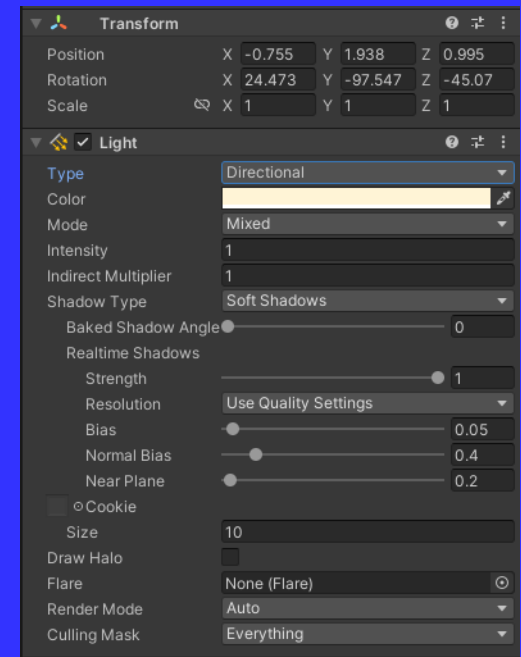 Transform
Position X -0.755 Y 1.938 Z 0.995
Rotation X 24.473 Y -97.547 Z -45.07
Scale X 1 Y 1 Z 1
Light
Type Directional
Color
Mode Mixed
Intensity 1
Indirect Multiplier 1
Shadow Type Soft Shadows
Baked Shadow Angle 0
Realtime Shadows
Strength 1
Resolution Use Quality Settings
Bias 0.05
Normal Bias 0.4
Near Plane 0.2
Cookie
Size 10
Draw Halo
Flare None (Flare)
Render Mode Auto
Culling Mask Everything